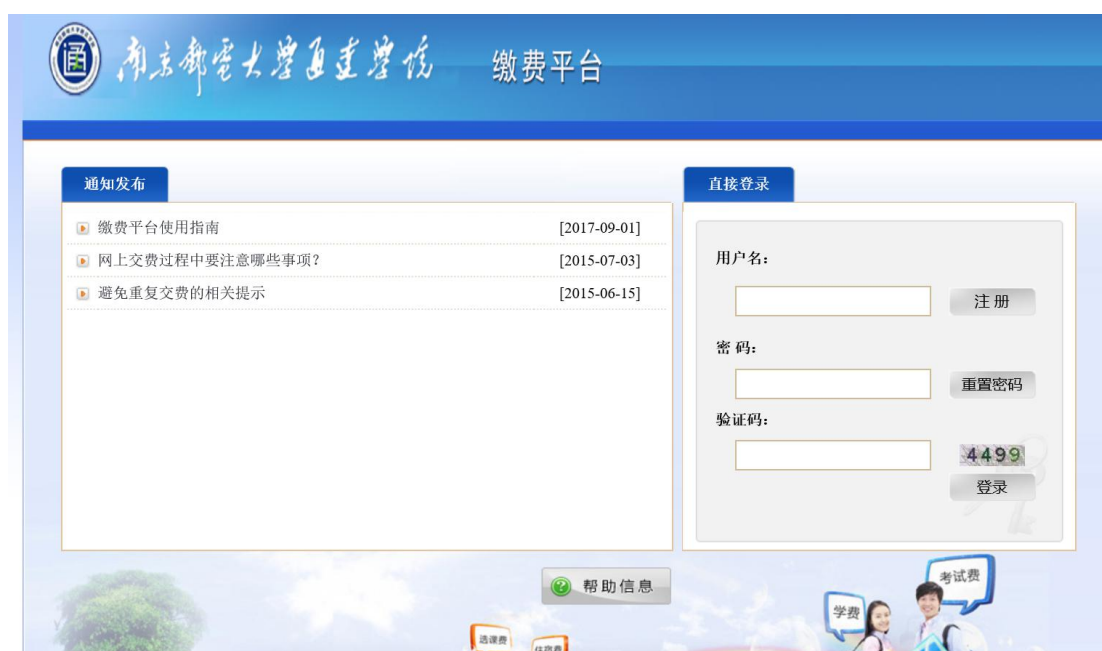 通
南京邮电大学通达学院 缴费平台
通知发布
缴费平台使用指南 [2017-09-01]
网上交费过程中要注意哪些事项? [2015-07-03]
避免重复交费的相关提示 [2015-06-15]
直接登录
用户名:
注 册
密 码:
重置密码
验证码:
4499
登录
帮助信息
考试费
学费
选课费
住宿费